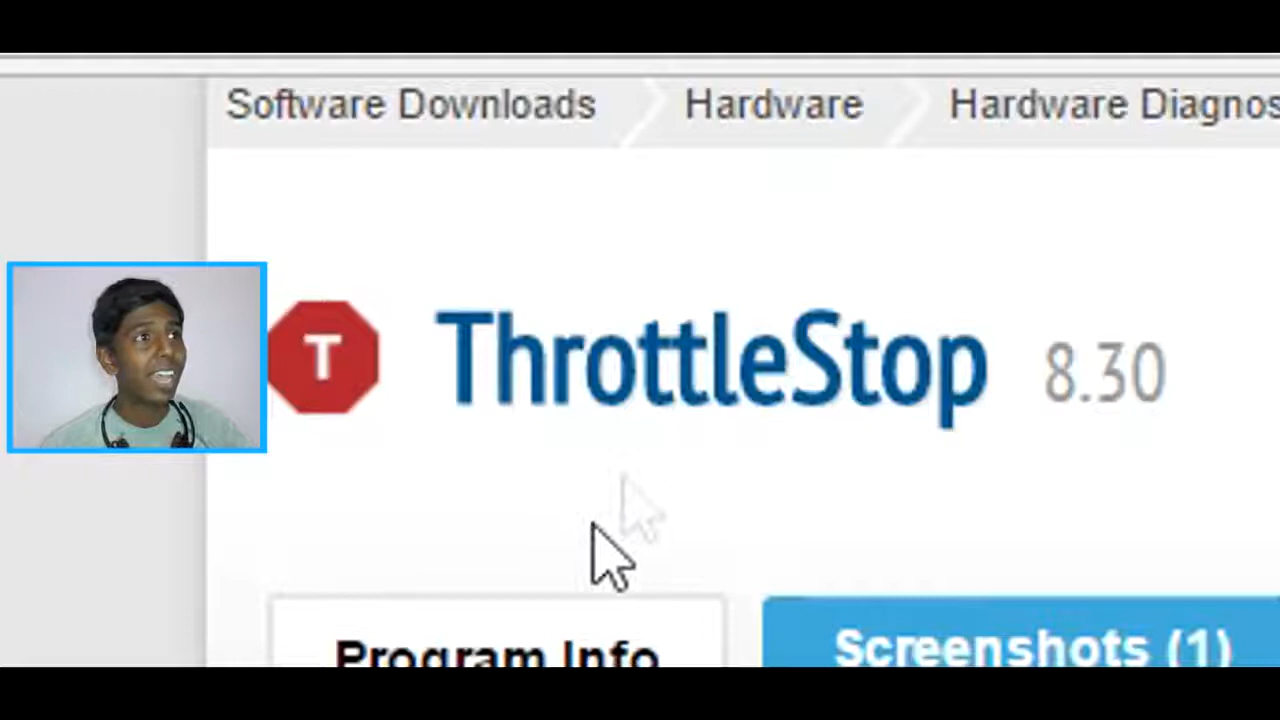 Software Downloads Hardware Hardware Diagnos
T ThrottleStop 8.30
Program Info Screenshots (1)